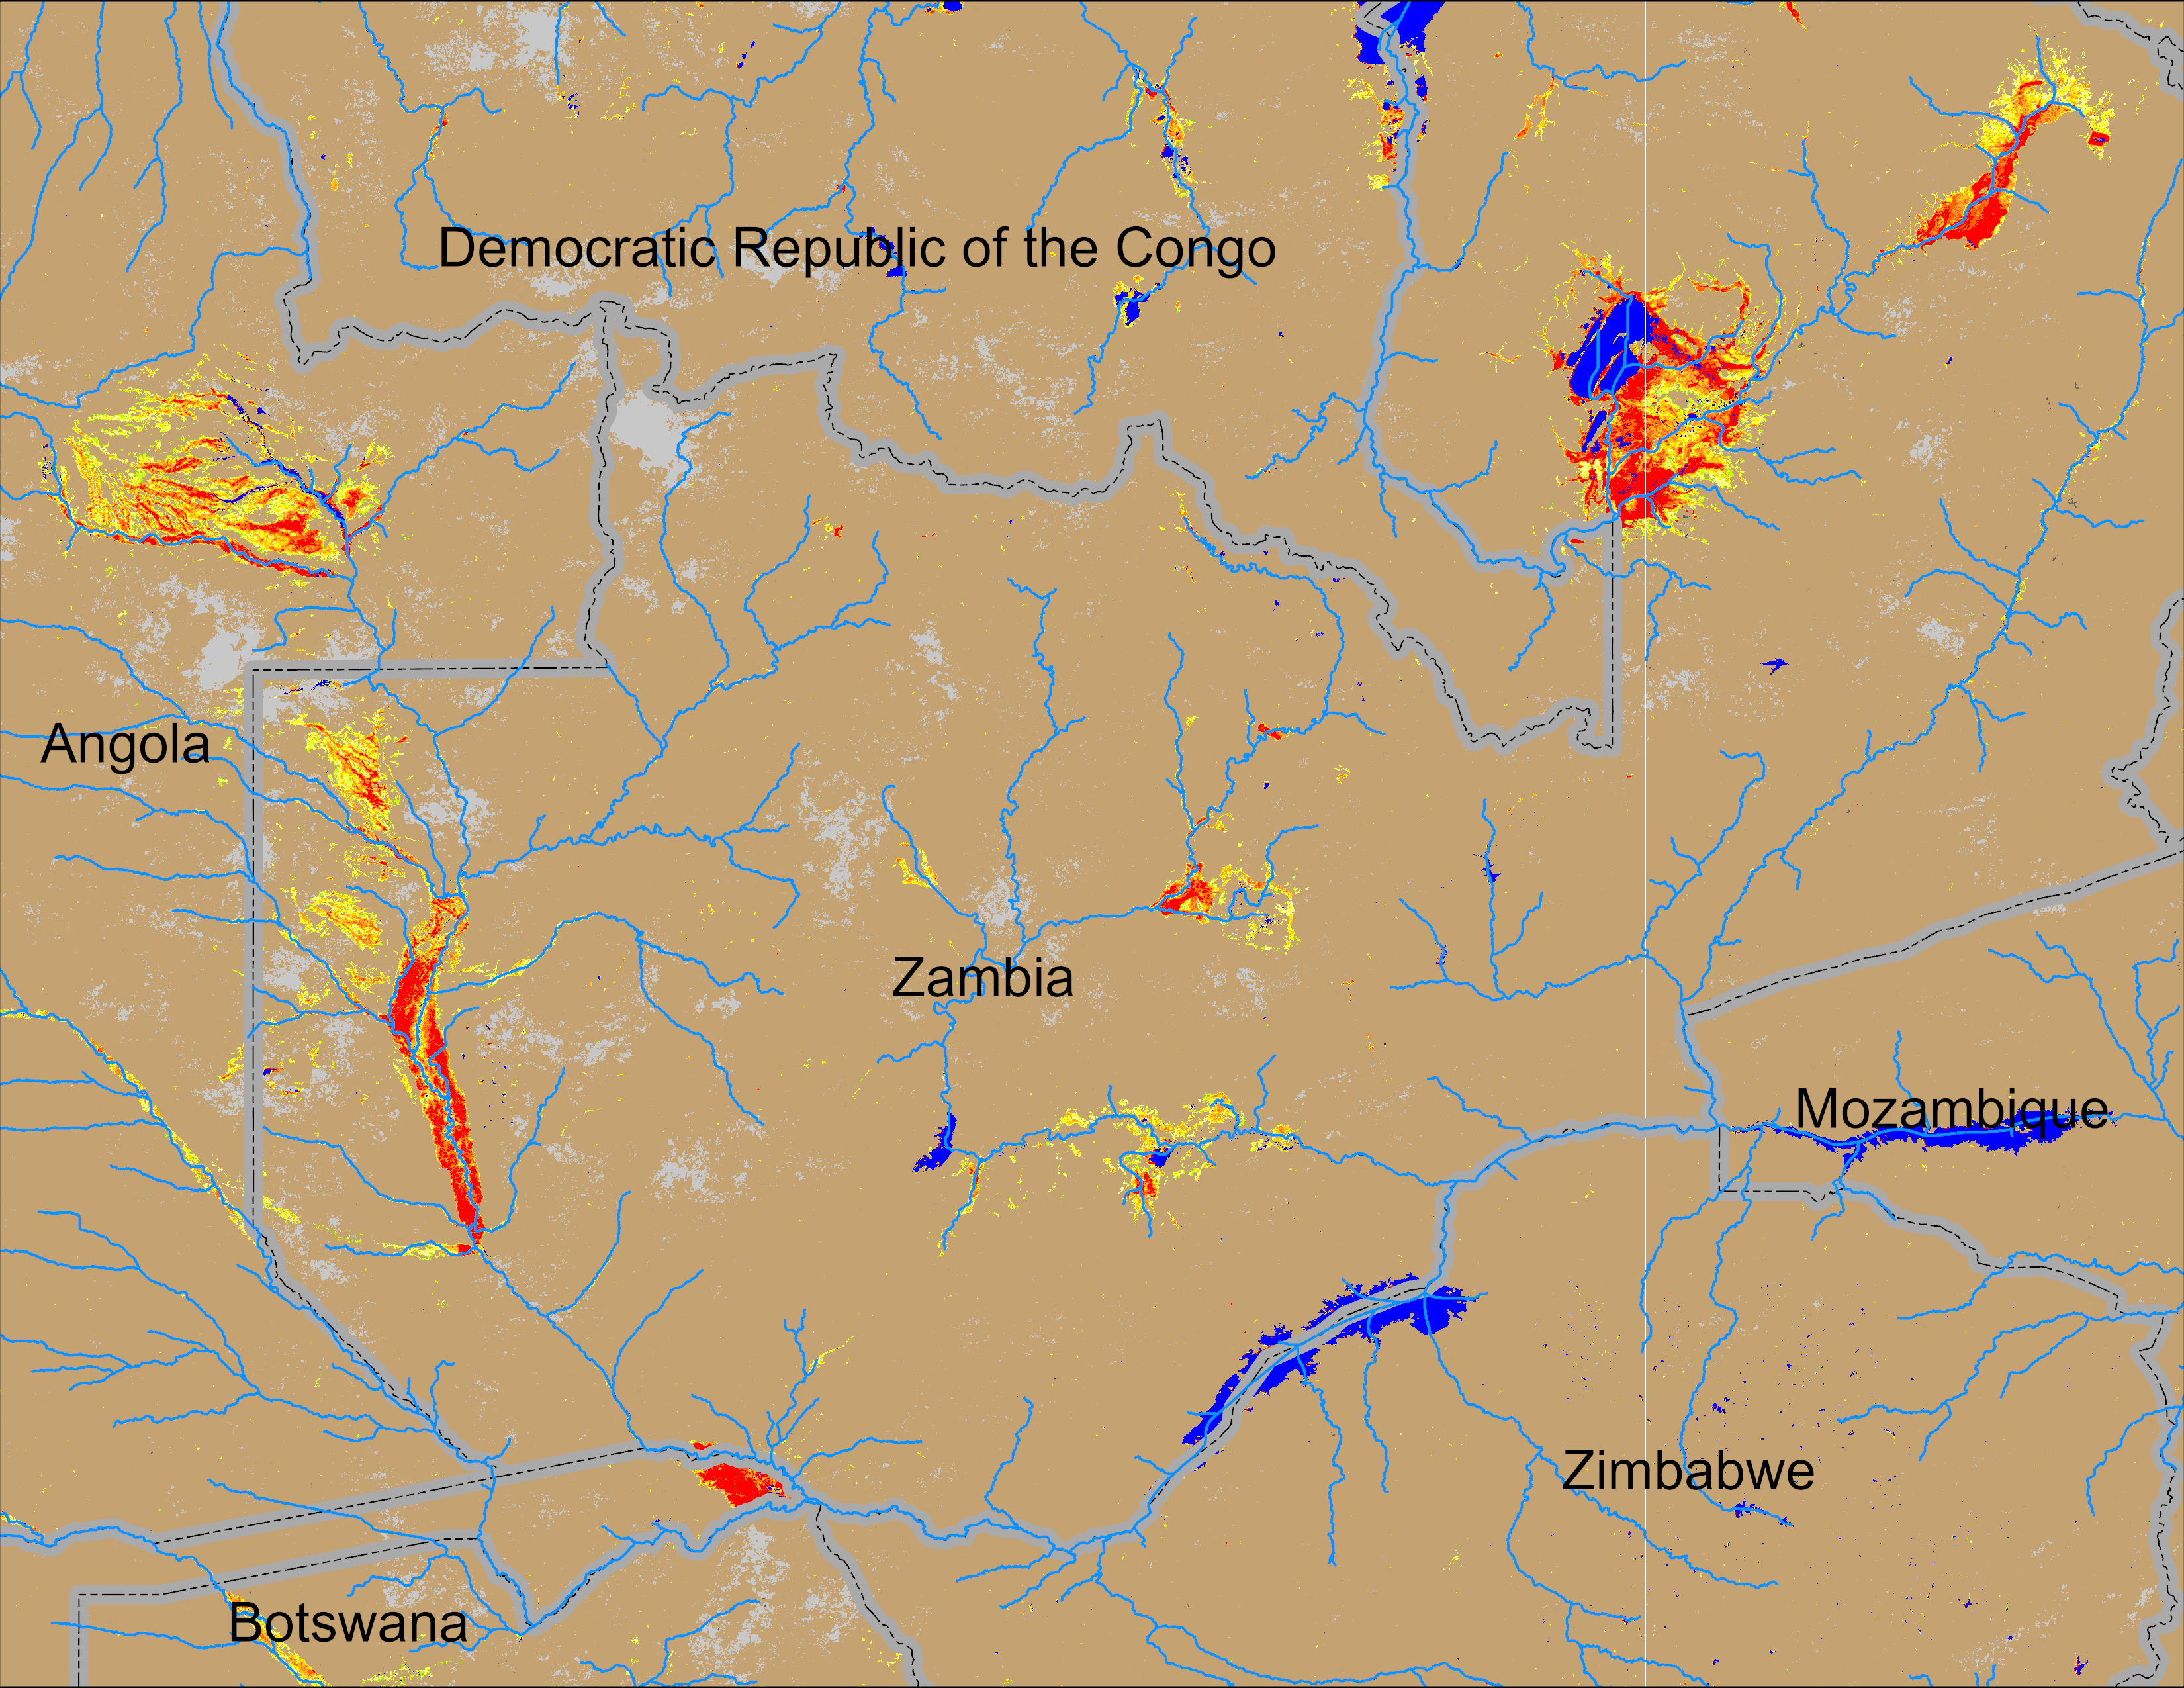 Democratic Republic of the Congo
Angola
Zambia
Mozambique
Zimbabwe
Botswana